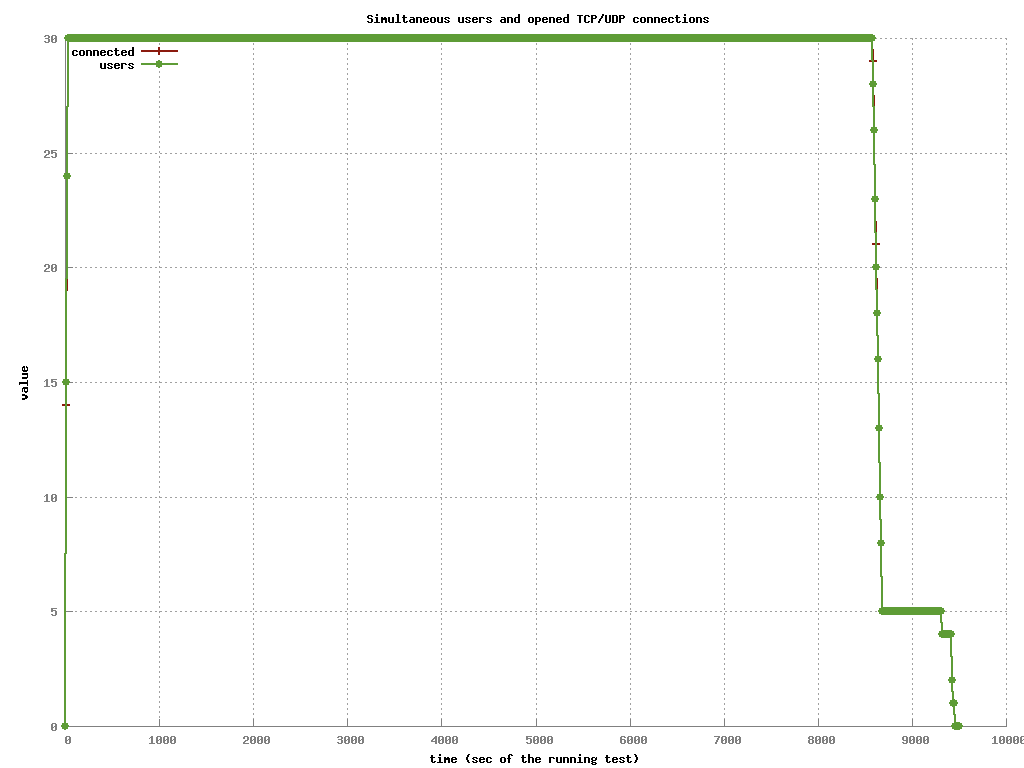 Simultaneous users and opened TCP/UDP connections
connected
users
30
25
20
15
10
5
0
value
0 1000 2000 3000 4000 5000 6000 7000 8000 9000 10000
time (sec of the running test)